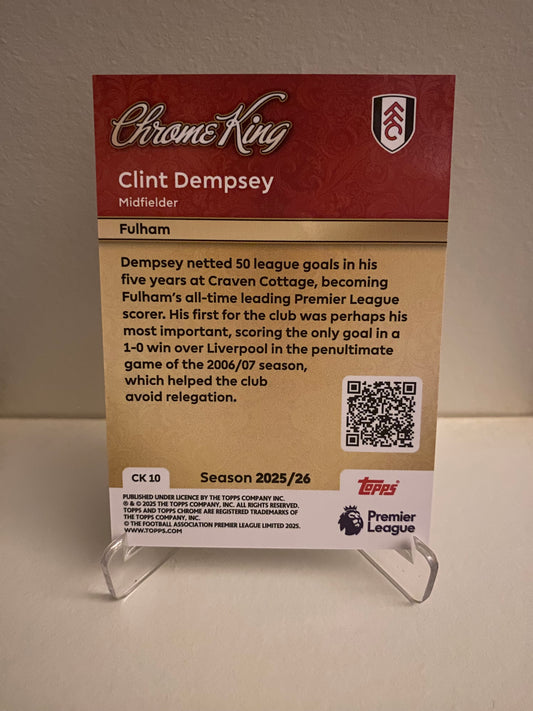 Chrome King
FFC
Clint Dempsey
Midfielder
Fulham
Dempsey netted 50 league goals in his
five years at Craven Cottage, becoming
Fulham's all-time leading Premier League
scorer. His first for the club was perhaps his
most important, scoring the only goal in a
1-0 win over Liverpool in the penultimate
game of the 2006/07 season,
which helped the club
avoid relegation.
CK 10
Season 2025/26
topps
PUBLISHED UNDER LICENCE BY THE TOPPS COMPANY INC.
® & © 2025 THE TOPPS COMPANY, INC. ALL RIGHTS RESERVED.
TOPPS AND TOPPS CHROME ARE REGISTERED TRADEMARKS OF
THE TOPPS COMPANY, INC.
© THE FOOTBALL ASSOCIATION PREMIER LEAGUE LIMITED 2025.
WWW.TOPPS.COM
Premier
League